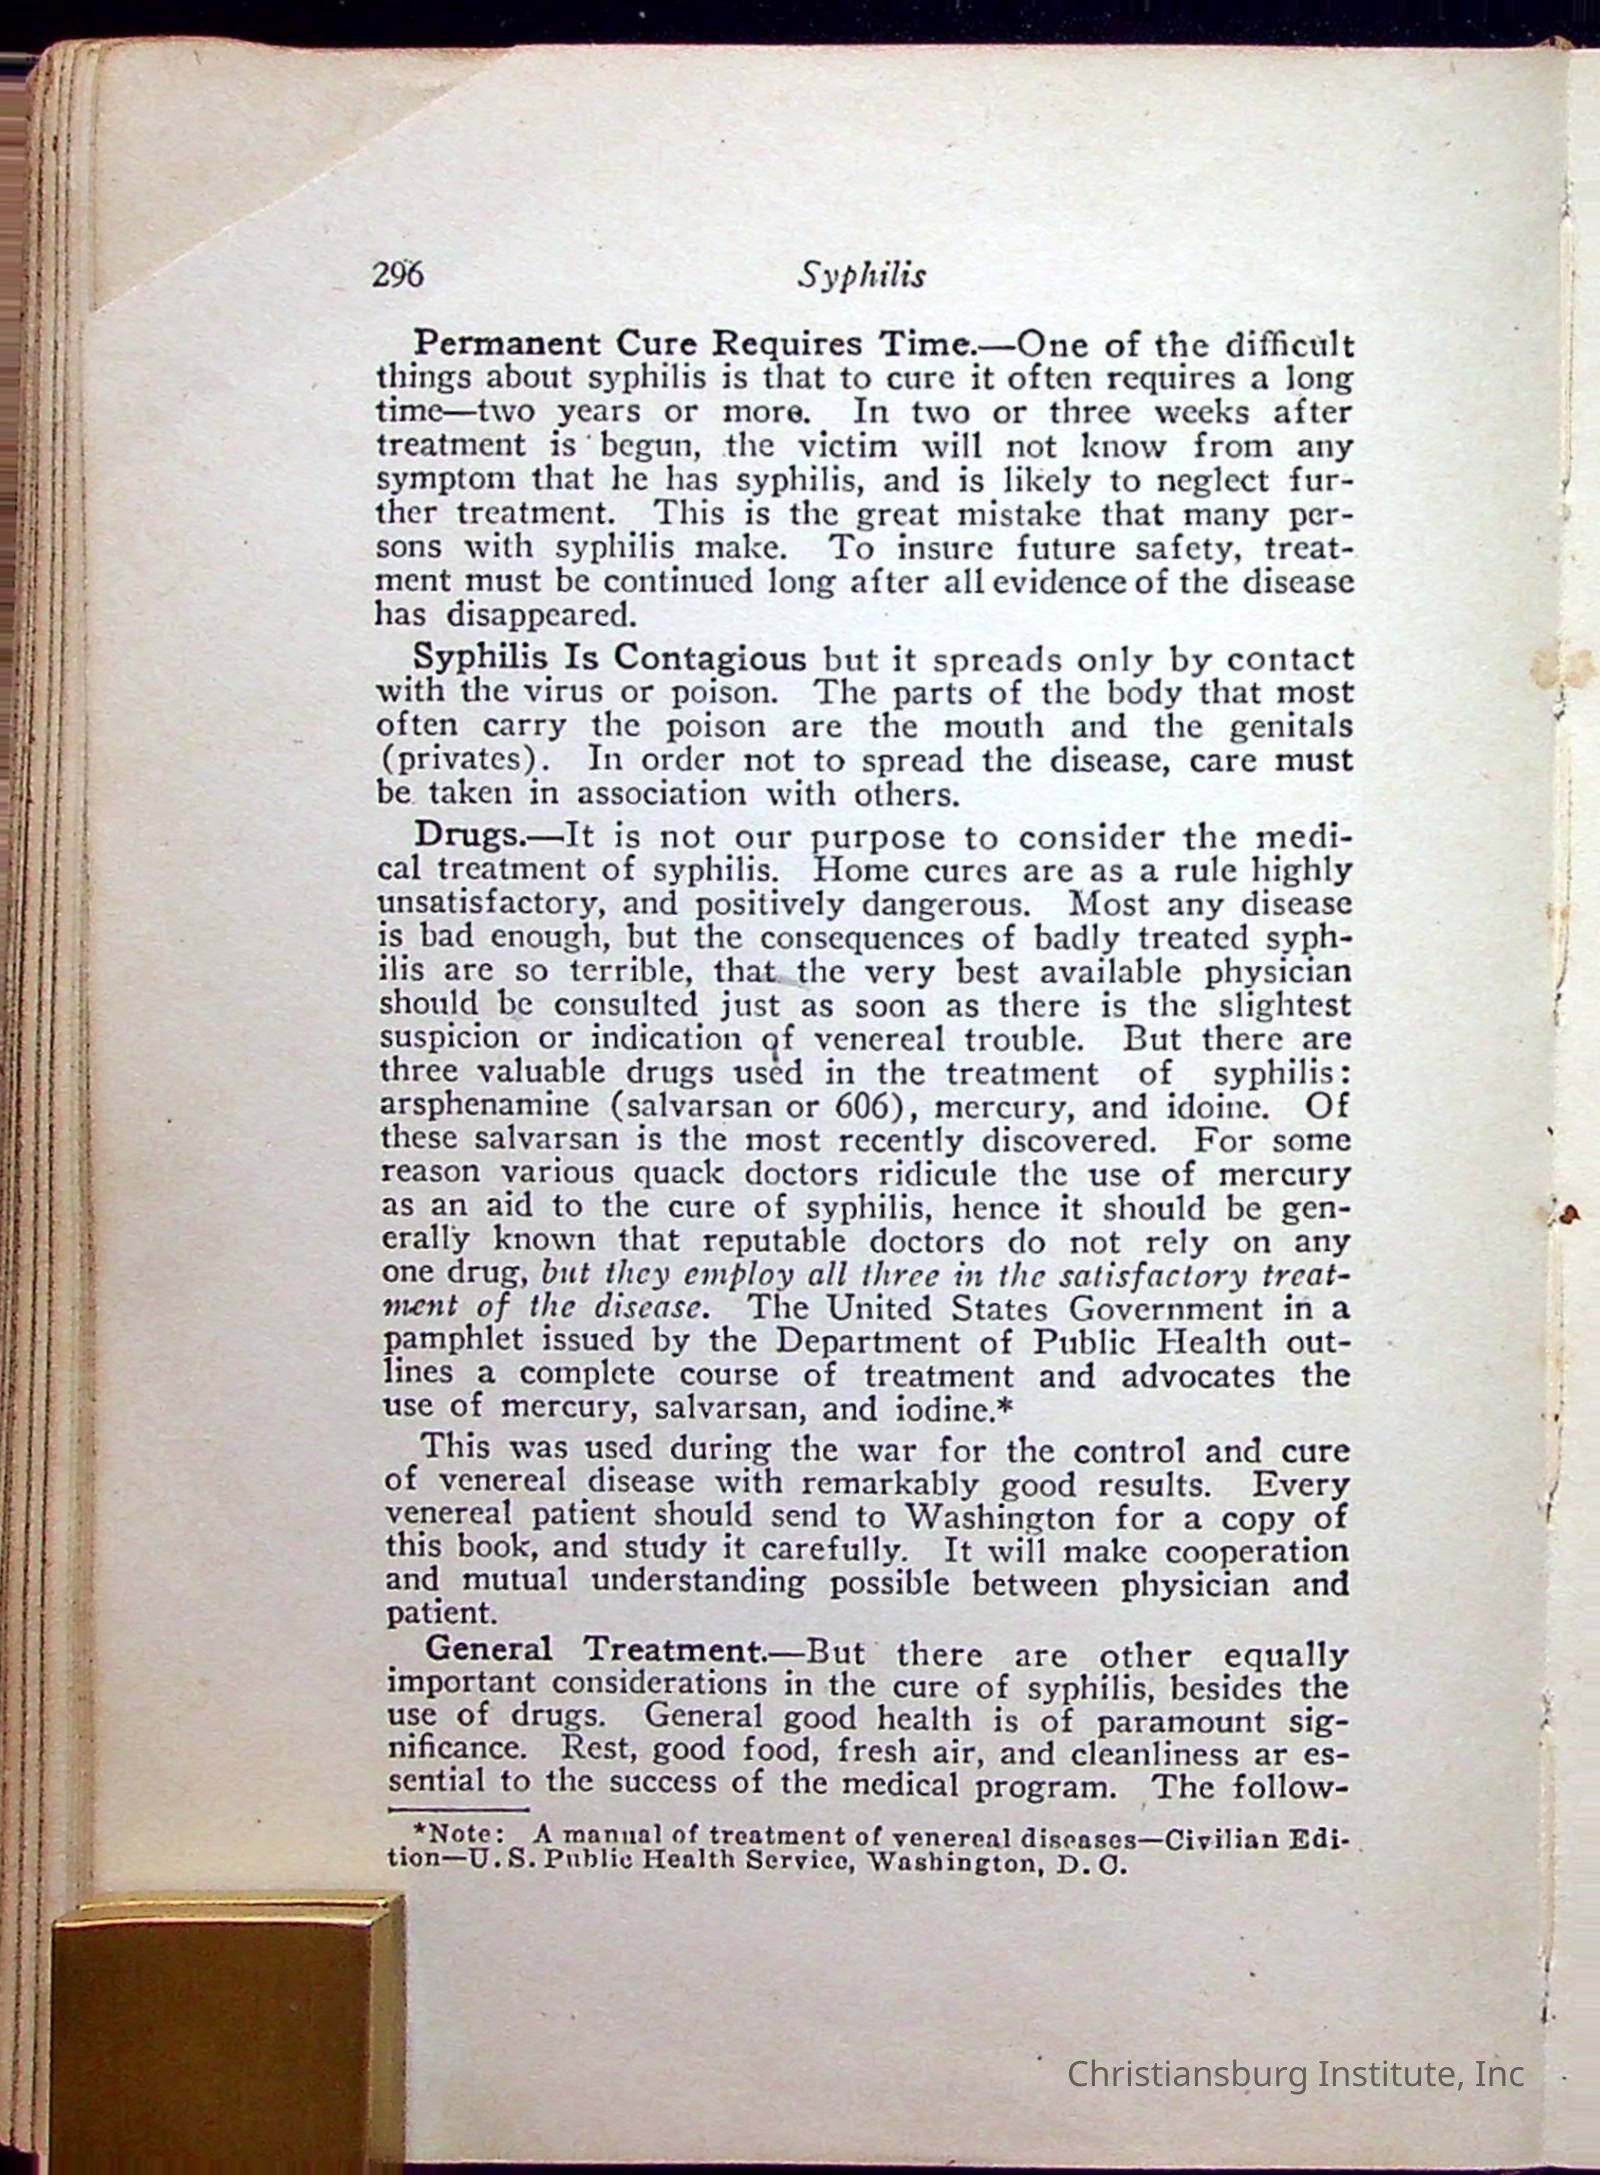 296 Syphilis
Permanent Cure Requires Time.—One of the difficult
things about syphilis is that to cure it often requires a long
time—two years or more. In two or three weeks after
treatment is begun, the victim will not know from any
symptom that he has syphilis, and is likely to neglect fur-
ther treatment. This is the great mistake that many per-
sons with syphilis make. To insure future safety, treat-
ment must be continued long after all evidence of the disease
has disappeared.
Syphilis Is Contagious but it spreads only by contact
with the virus or poison. The parts of the body that most
often carry the poison are the mouth and the genitals
(privates). In order not to spread the disease, care must
be taken in association with others.
Drugs.—It is not our purpose to consider the medi-
cal treatment of syphilis. Home cures are as a rule highly
unsatisfactory, and positively dangerous. Most any disease
is bad enough, but the consequences of badly treated syph-
ilis are so terrible, that the very best available physician
should be consulted just as soon as there is the slightest
suspicion or indication of venereal trouble. But there are
three valuable drugs used in the treatment of syphilis:
arsphenamine (salvarsan or 606), mercury, and idoine. Of
these salvarsan is the most recently discovered. For some
reason various quack doctors ridicule the use of mercury
as an aid to the cure of syphilis, hence it should be gen-
erally known that reputable doctors do not rely on any
one drug, but they employ all three in the satisfactory treat-
ment of the disease. The United States Government in a
pamphlet issued by the Department of Public Health out-
lines a complete course of treatment and advocates the
use of mercury, salvarsan, and iodine.*
This was used during the war for the control and cure
of venereal disease with remarkably good results. Every
venereal patient should send to Washington for a copy of
this book, and study it carefully. It will make cooperation
and mutual understanding possible between physician and
patient.
General Treatment.—But there are other equally
important considerations in the cure of syphilis, besides the
use of drugs. General good health is of paramount sig-
nificance. Rest, good food, fresh air, and cleanliness ar es-
sential to the success of the medical program. The follow-
*Note: A manual of treatment of venereal diseases—Civilian Edi-
tion—U. S. Public Health Service, Washington, D. C.
Christiansburg Institute, Inc